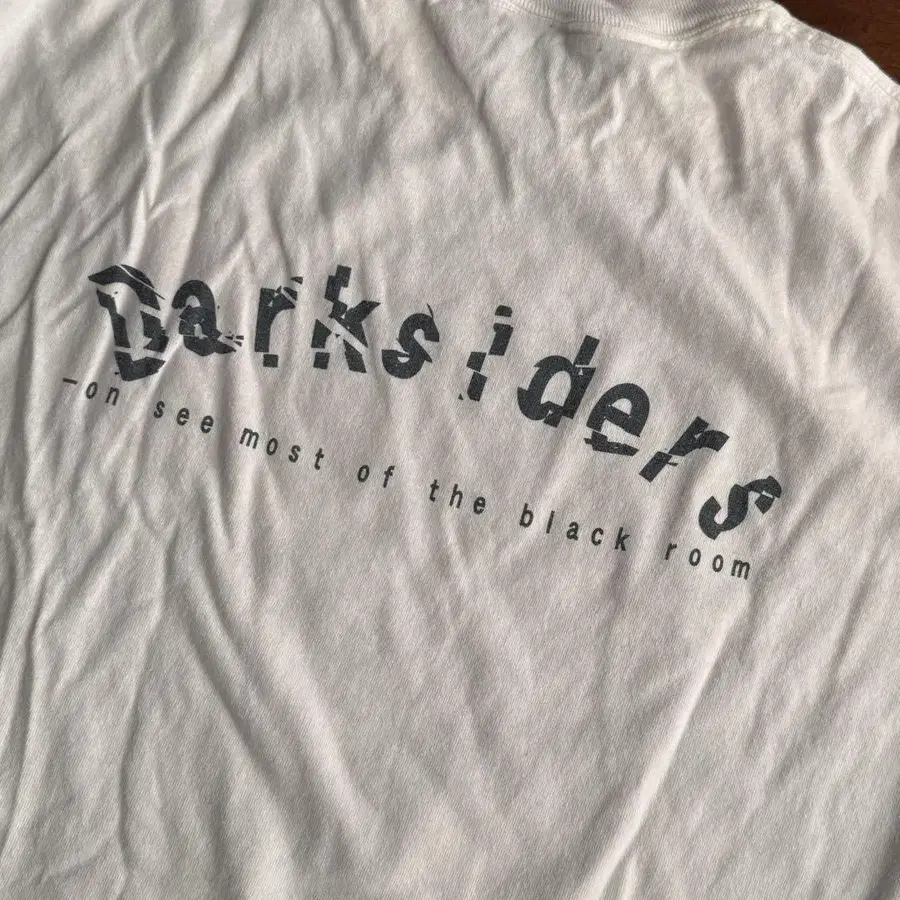 Darksiders
—on see most of the black room